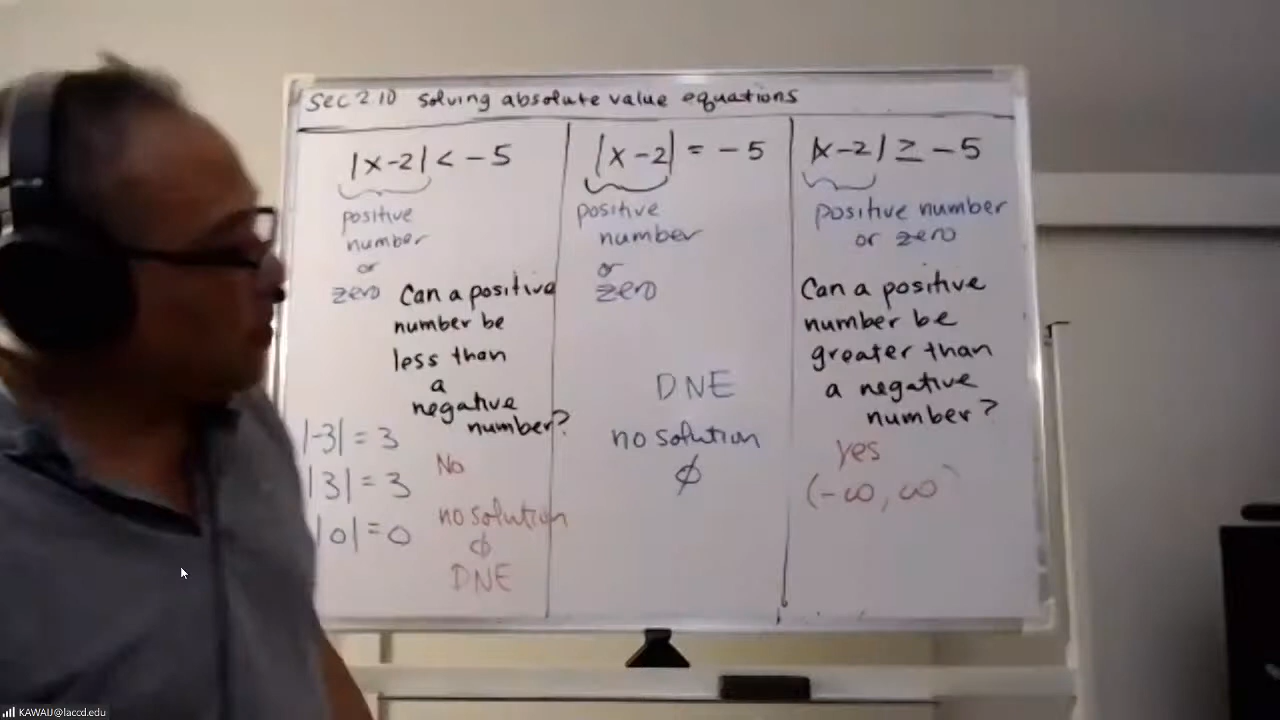 Sec 2.10 solving absolute value equations
|x-2| < -5
positive
number
or
zero
Can a positive
number be
less than
a
negative
number?
|-3| = 3
|3| = 3
|0| = 0
No
no solution
∅
DNE
|x-2| = -5
positive
number
or
zero
DNE
no solution
∅
|x-2| ≥ -5
positive number
or zero
Can a positive
number be
greater than
a negative
number?
yes
(-∞, ∞)
KAWAIJ@laccd.edu